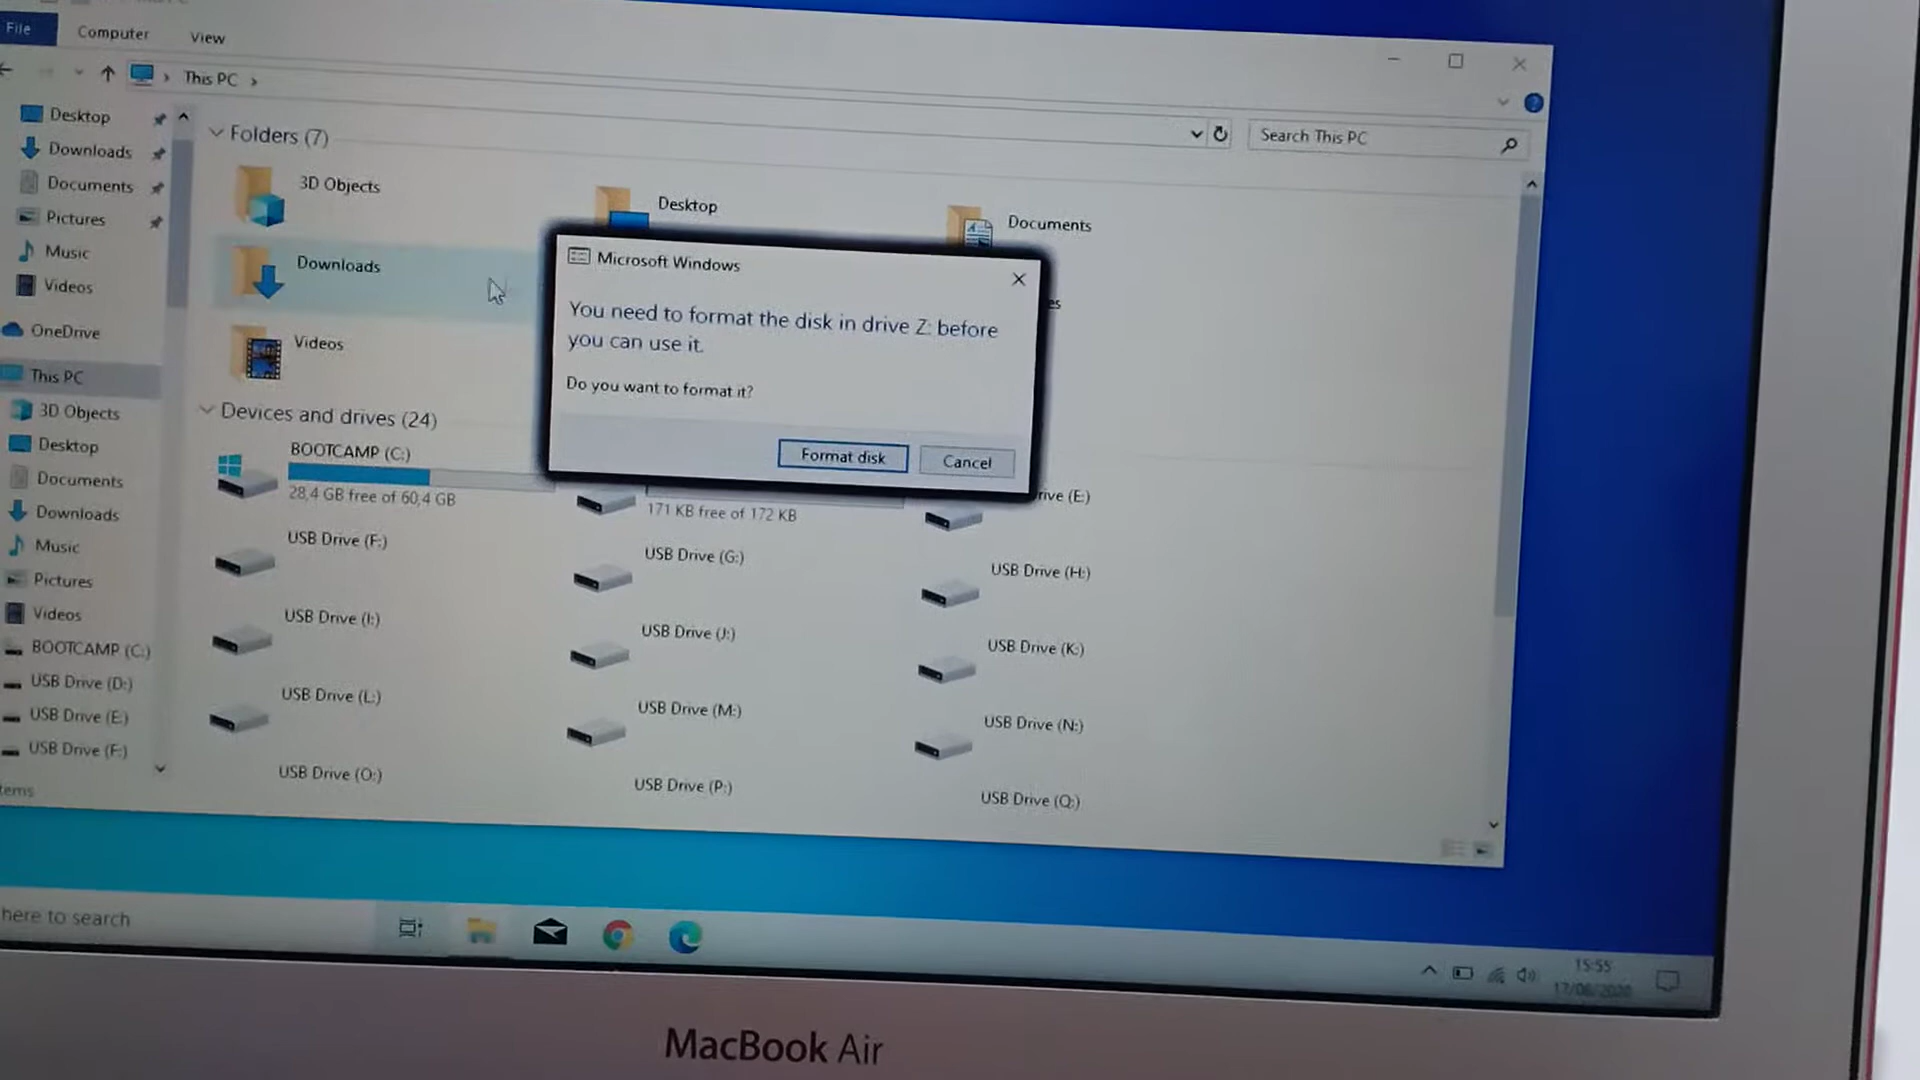 File
Computer
View
This PC
Search This PC
Desktop
Downloads
Documents
Pictures
Music
Videos
OneDrive
This PC
3D Objects
Desktop
Documents
Downloads
Music
Pictures
Videos
BOOTCAMP (C:)
USB Drive (D:)
USB Drive (E:)
USB Drive (F:)
Folders (7)
3D Objects
Desktop
Documents
Downloads
Videos
Microsoft Windows
You need to format the disk in drive Z: before
you can use it.
Do you want to format it?
Format disk
Cancel
Devices and drives (24)
BOOTCAMP (C:)
28,4 GB free of 60,4 GB
171 KB free of 172 KB
rive (E:)
USB Drive (F:)
USB Drive (G:)
USB Drive (H:)
USB Drive (I:)
USB Drive (J:)
USB Drive (K:)
USB Drive (L:)
USB Drive (M:)
USB Drive (N:)
USB Drive (O:)
USB Drive (P:)
USB Drive (Q:)
here to search
15:55
17/06/2020
MacBook Air